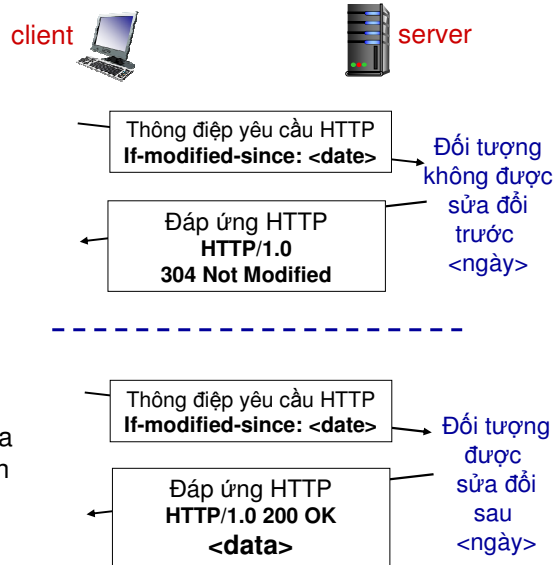 client
server
Thông điệp yêu cầu HTTP
If-modified-since: <date>
Đối tượng
không được
sửa đổi
trước
<ngày>
Đáp ứng HTTP
HTTP/1.0
304 Not Modified
Thông điệp yêu cầu HTTP
If-modified-since: <date>
a
n
Đối tượng
được
sửa đổi
sau
<ngày>
Đáp ứng HTTP
HTTP/1.0 200 OK
<data>